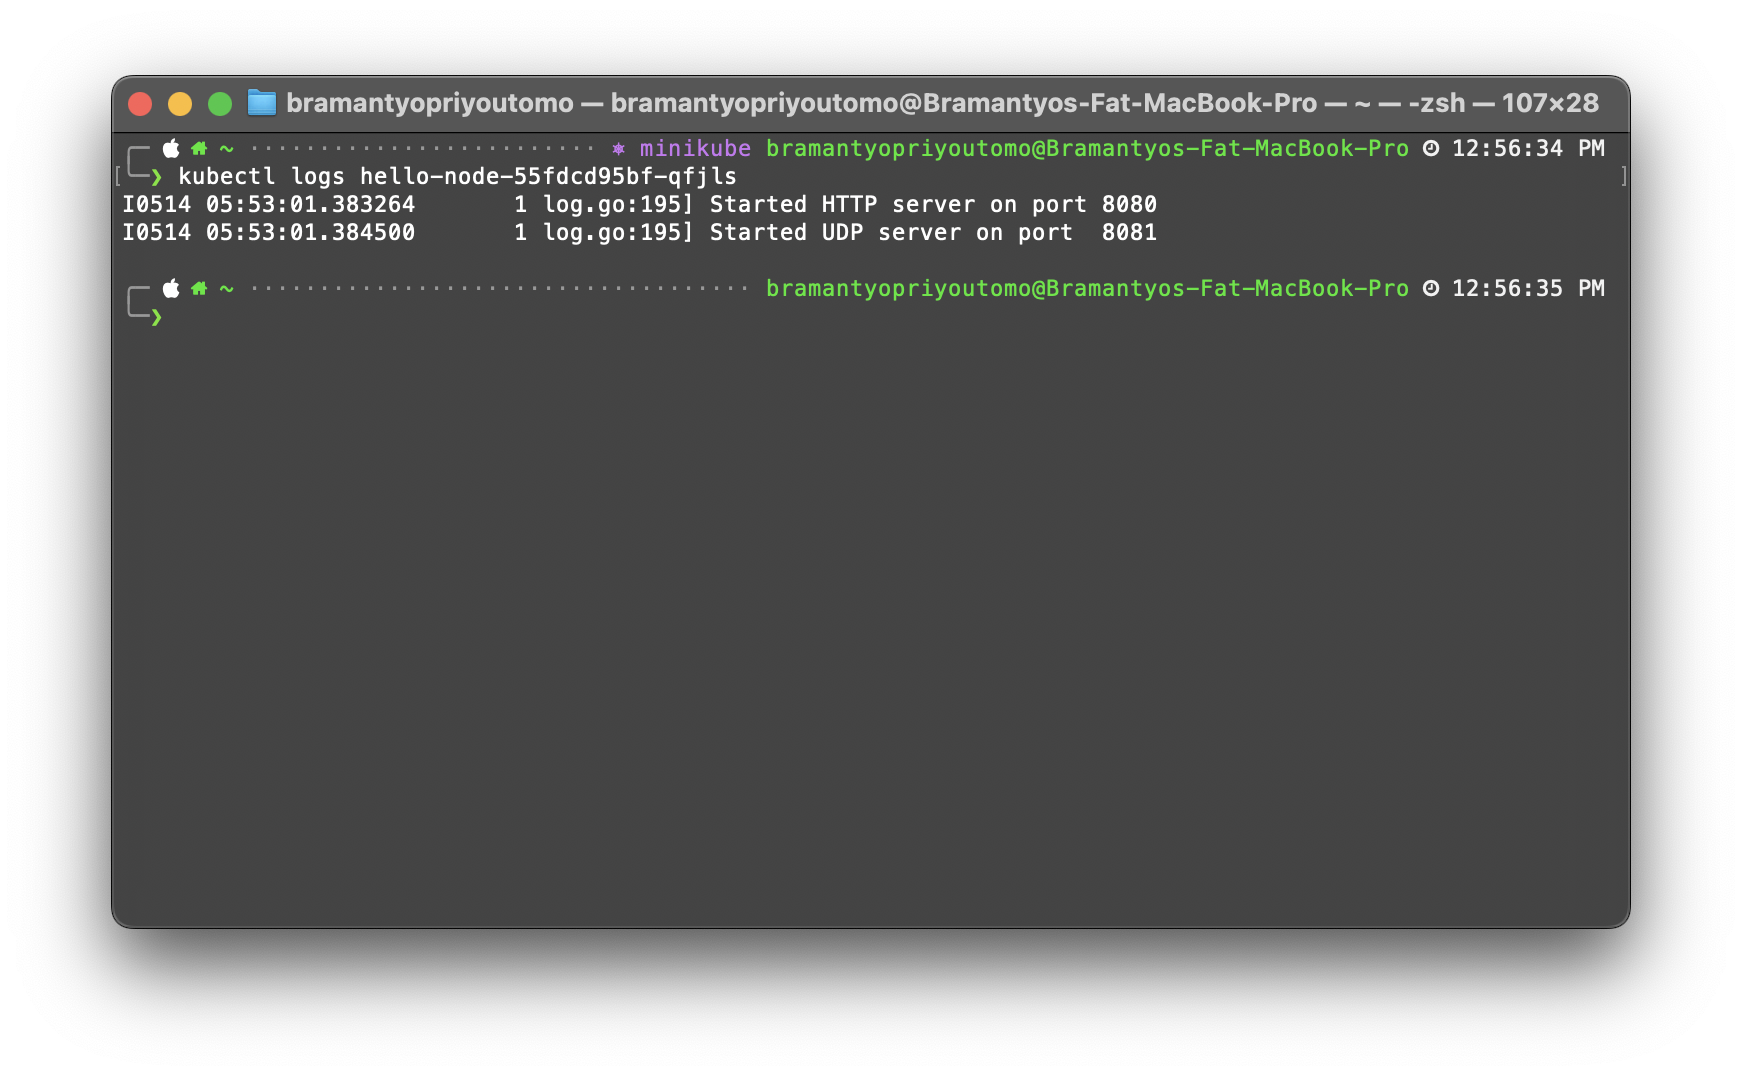 bramantyopriyoutomo — bramantyopriyoutomo@Bramantyos-Fat-MacBook-Pro — ~ — -zsh — 107×28
~ ························· ⎈ minikube bramantyopriyoutomo@Bramantyos-Fat-MacBook-Pro 12:56:34 PM
❯ kubectl logs hello-node-55fdcd95bf-qfjls
I0514 05:53:01.383264       1 log.go:195] Started HTTP server on port 8080
I0514 05:53:01.384500       1 log.go:195] Started UDP server on port  8081
~ ···································· bramantyopriyoutomo@Bramantyos-Fat-MacBook-Pro 12:56:35 PM
❯